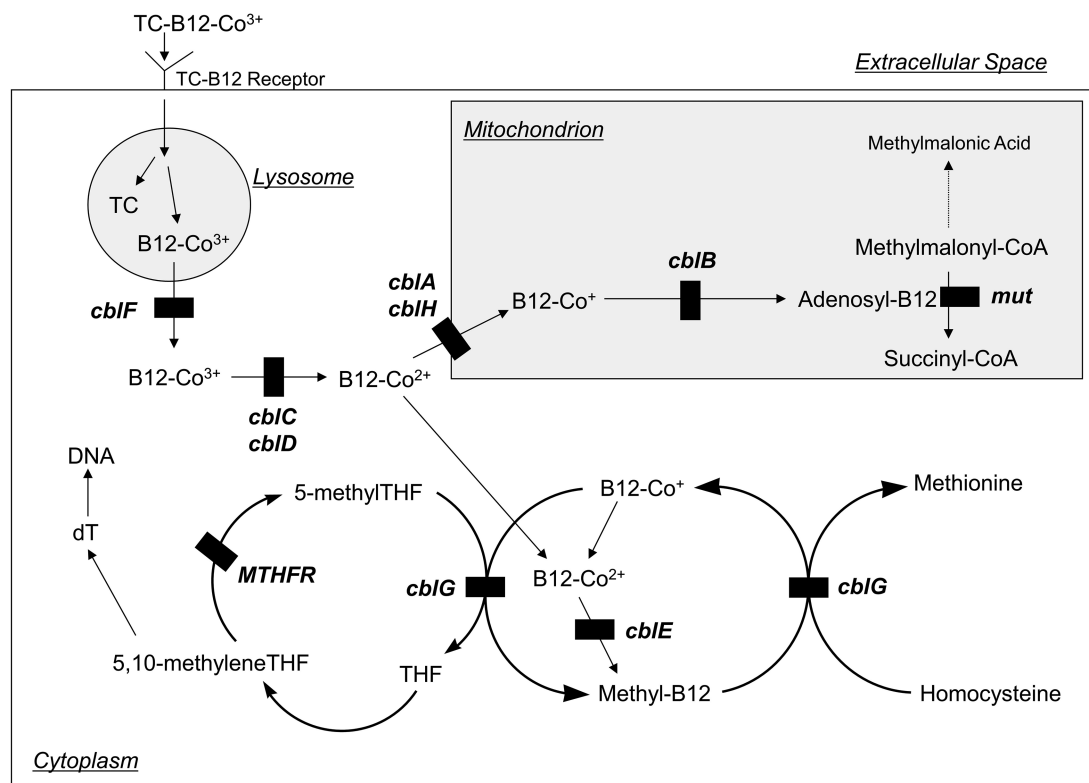 TC-B12-Co³⁺
TC-B12 Receptor
Extracellular Space
Mitochondrion
Methylmalonic Acid
Lysosome
TC
B12-Co³⁺
Methylmalonyl-CoA
cblF
cblA
cblH
B12-Co⁺
cblB
Adenosyl-B12
mut
Succinyl-CoA
B12-Co³⁺
B12-Co²⁺
cblC
cblD
DNA
5-methylTHF
B12-Co⁺
Methionine
dT
MTHFR
cblG
B12-Co²⁺
cblG
cblE
5,10-methyleneTHF
THF
Methyl-B12
Homocysteine
Cytoplasm